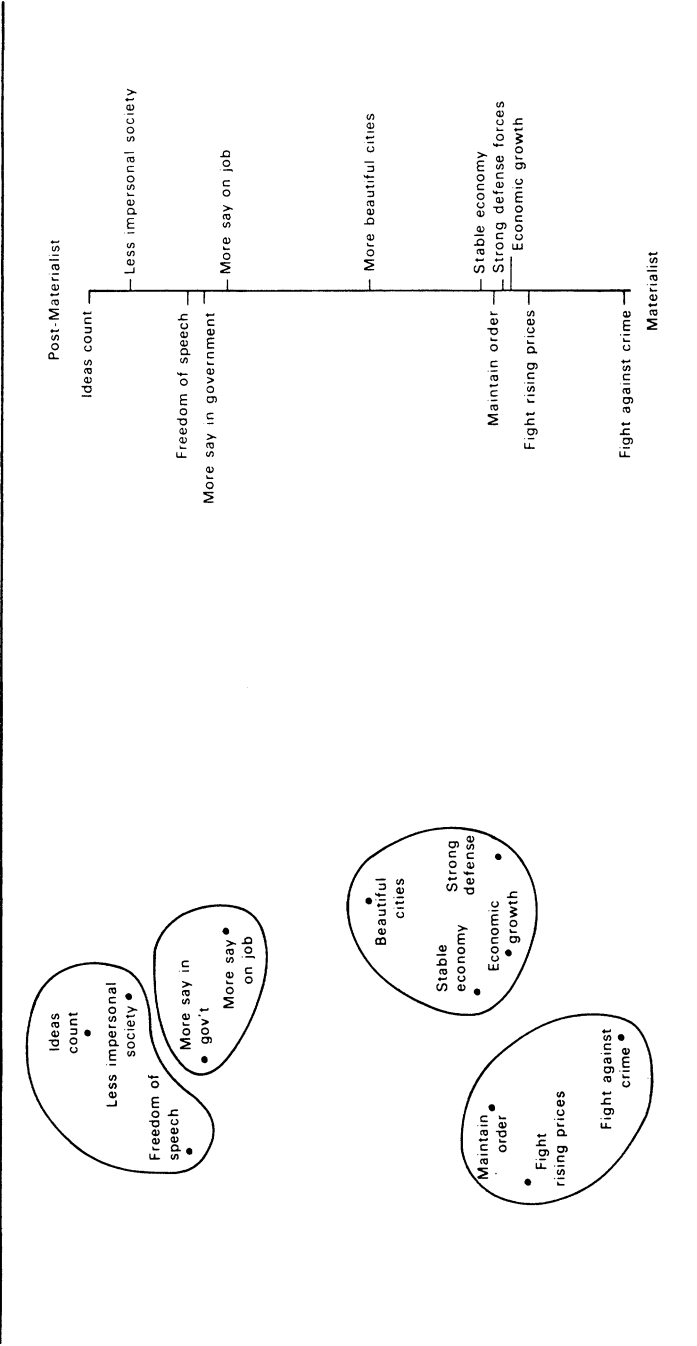 Ideas
count
Less impersonal
society
Freedom of
speech
More say in
gov't
More say
on job
Beautiful
cities
Stable
economy
Strong
defense
Economic
growth
Maintain
order
Fight
rising prices
Fight against
crime
Post-Materialist
Ideas count
Less impersonal society
Freedom of speech
More say in government
More say on job
More beautiful cities
Stable economy
Maintain order
Strong defense forces
Economic growth
Fight rising prices
Fight against crime
Materialist